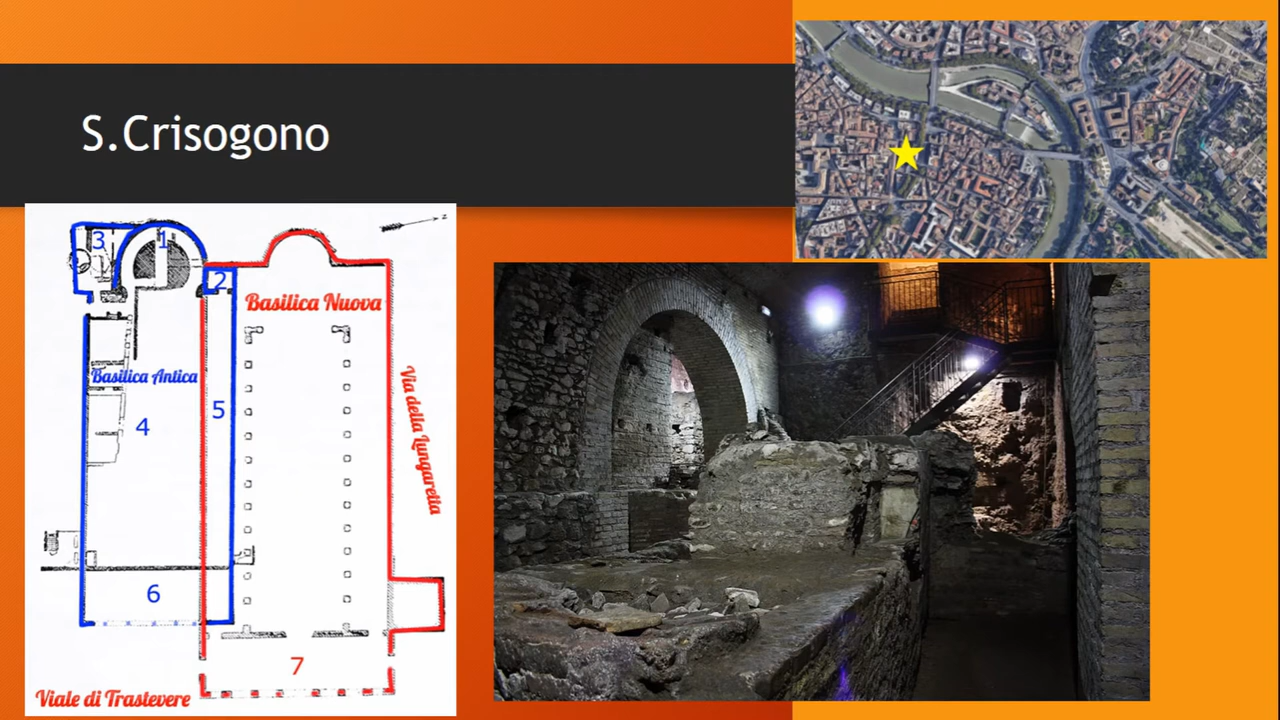 S.Crisogono
3
1
2
Basilica Nuova
Basilica Antica
4
5
Via della Lungaretta
6
7
Viale di Trastevere